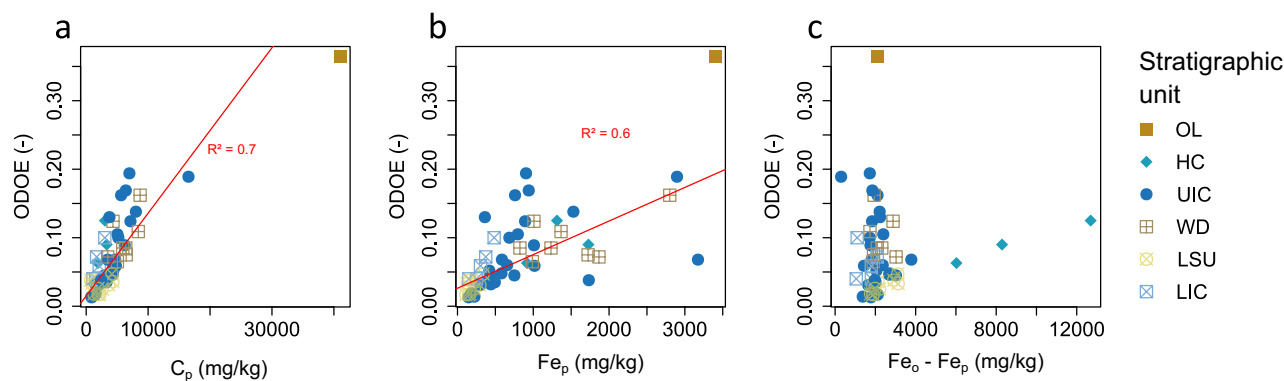 a
ODOE (-)
0.00 0.10 0.20 0.30
0 10000 30000
Cp (mg/kg)
R² = 0.7
b
ODOE (-)
0.00 0.10 0.20 0.30
0 1000 2000 3000
Fep (mg/kg)
R² = 0.6
c
ODOE (-)
0.00 0.10 0.20 0.30
0 4000 8000 12000
Feo - Fep (mg/kg)
Stratigraphic
unit
OL
HC
UIC
WD
LSU
LIC